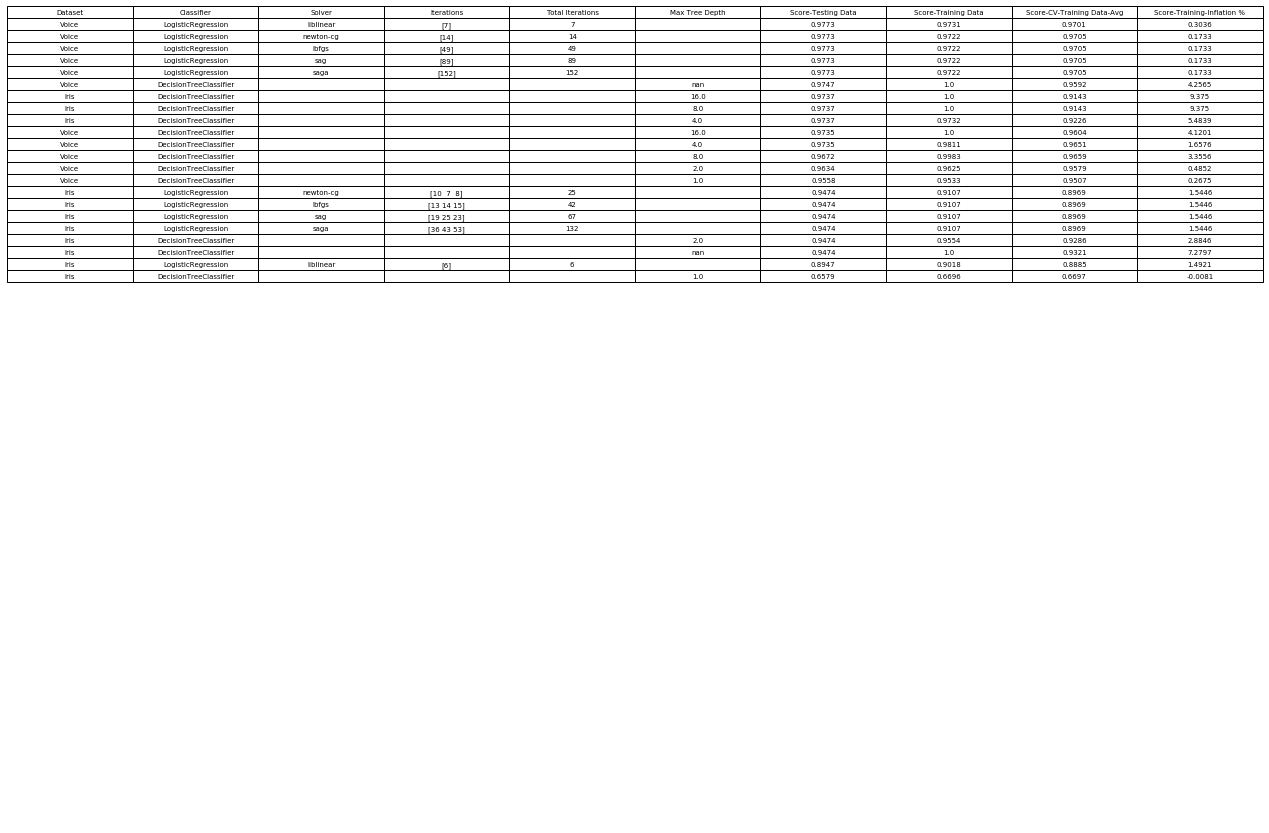 Dataset Classifier Solver Iterations Total Iterations Max Tree Depth Score-Testing Data Score-Training Data Score-CV-Training Data-Avg Score-Training-Inflation %
Voice LogisticRegression liblinear [7] 7 0.9773 0.9731 0.9701 0.3036
Voice LogisticRegression newton-cg [14] 14 0.9773 0.9722 0.9705 0.1733
Voice LogisticRegression lbfgs [49] 49 0.9773 0.9722 0.9705 0.1733
Voice LogisticRegression sag [89] 89 0.9773 0.9722 0.9705 0.1733
Voice LogisticRegression saga [152] 152 0.9773 0.9722 0.9705 0.1733
Voice DecisionTreeClassifier nan 0.9747 1.0 0.9592 4.2565
Iris DecisionTreeClassifier 16.0 0.9737 1.0 0.9143 9.375
Iris DecisionTreeClassifier 8.0 0.9737 1.0 0.9143 9.375
Iris DecisionTreeClassifier 4.0 0.9737 0.9732 0.9226 5.4839
Voice DecisionTreeClassifier 16.0 0.9735 1.0 0.9604 4.1201
Voice DecisionTreeClassifier 4.0 0.9735 0.9811 0.9651 1.6576
Voice DecisionTreeClassifier 8.0 0.9672 0.9983 0.9659 3.3556
Voice DecisionTreeClassifier 2.0 0.9634 0.9625 0.9579 0.4852
Voice DecisionTreeClassifier 1.0 0.9558 0.9533 0.9507 0.2675
Iris LogisticRegression newton-cg [10 7 8] 25 0.9474 0.9107 0.8969 1.5446
Iris LogisticRegression lbfgs [13 14 15] 42 0.9474 0.9107 0.8969 1.5446
Iris LogisticRegression sag [19 25 23] 67 0.9474 0.9107 0.8969 1.5446
Iris LogisticRegression saga [36 43 53] 132 0.9474 0.9107 0.8969 1.5446
Iris DecisionTreeClassifier 2.0 0.9474 0.9554 0.9286 2.8846
Iris DecisionTreeClassifier nan 0.9474 1.0 0.9321 7.2797
Iris LogisticRegression liblinear [6] 6 0.8947 0.9018 0.8885 1.4921
Iris DecisionTreeClassifier 1.0 0.6579 0.6696 0.6697 -0.0081